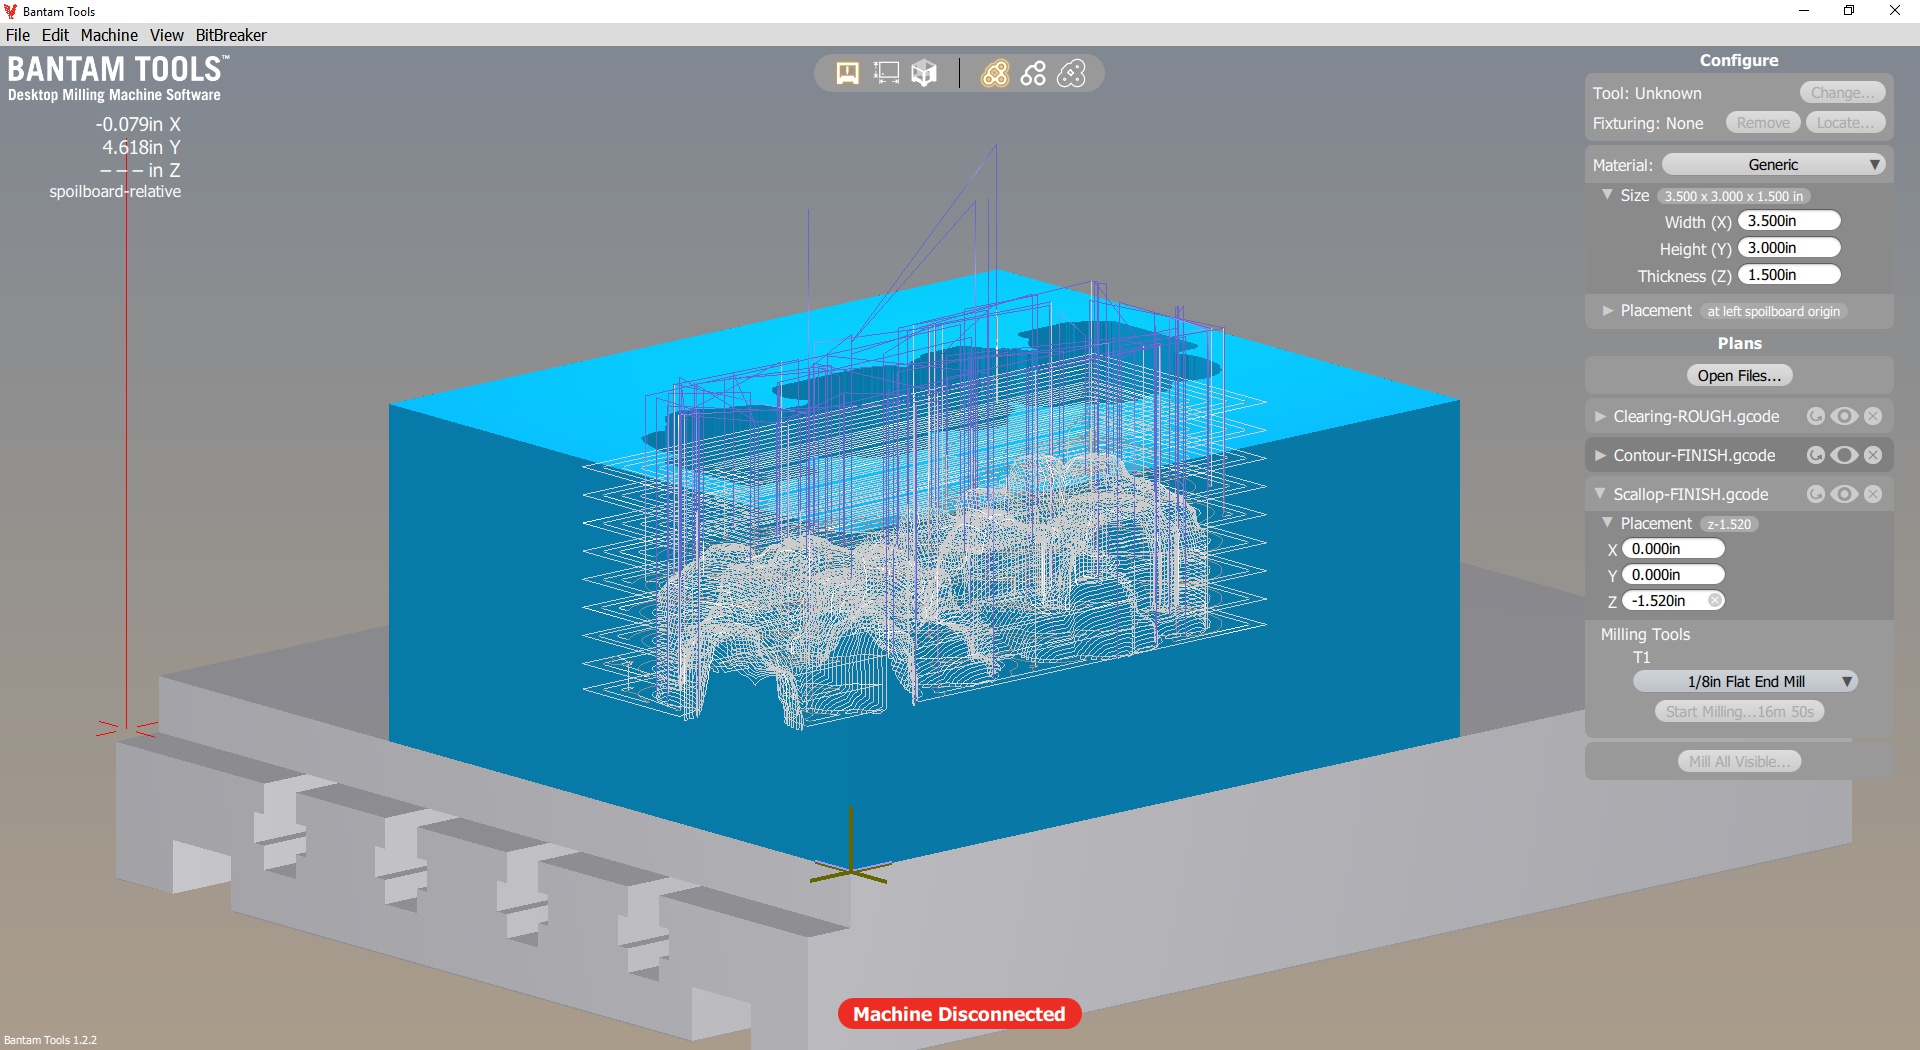 Bantam Tools
File Edit Machine View BitBreaker
BANTAM TOOLS™
Desktop Milling Machine Software
-0.079in X
4.618in Y
– – – in Z
spoilboard-relative
Configure
Tool: Unknown Change...
Fixturing: None Remove Locate...
Material: Generic
Size 3.500 x 3.000 x 1.500 in
Width (X) 3.500in
Height (Y) 3.000in
Thickness (Z) 1.500in
Placement at left spoilboard origin
Plans
Open Files...
Clearing-ROUGH.gcode
Contour-FINISH.gcode
Scallop-FINISH.gcode
Placement z-1.520
X 0.000in
Y 0.000in
Z -1.520in
Milling Tools
T1
1/8in Flat End Mill
Start Milling...16m 50s
Mill All Visible...
Machine Disconnected
Bantam Tools 1.2.2